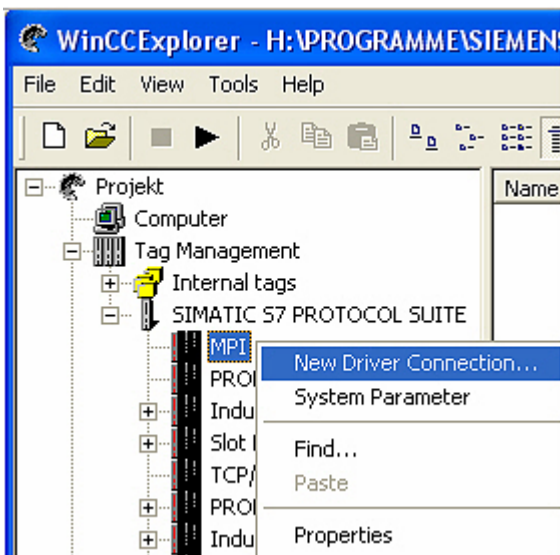 WinCCExplorer - H:\PROGRAMME\SIEMEN
File Edit View Tools Help
Projekt
Name
Computer
Tag Management
Internal tags
SIMATIC S7 PROTOCOL SUITE
MPI
New Driver Connection...
PROI
System Parameter
Indu
Slot
Find...
TCP/
Paste
PROI
Indu
Properties